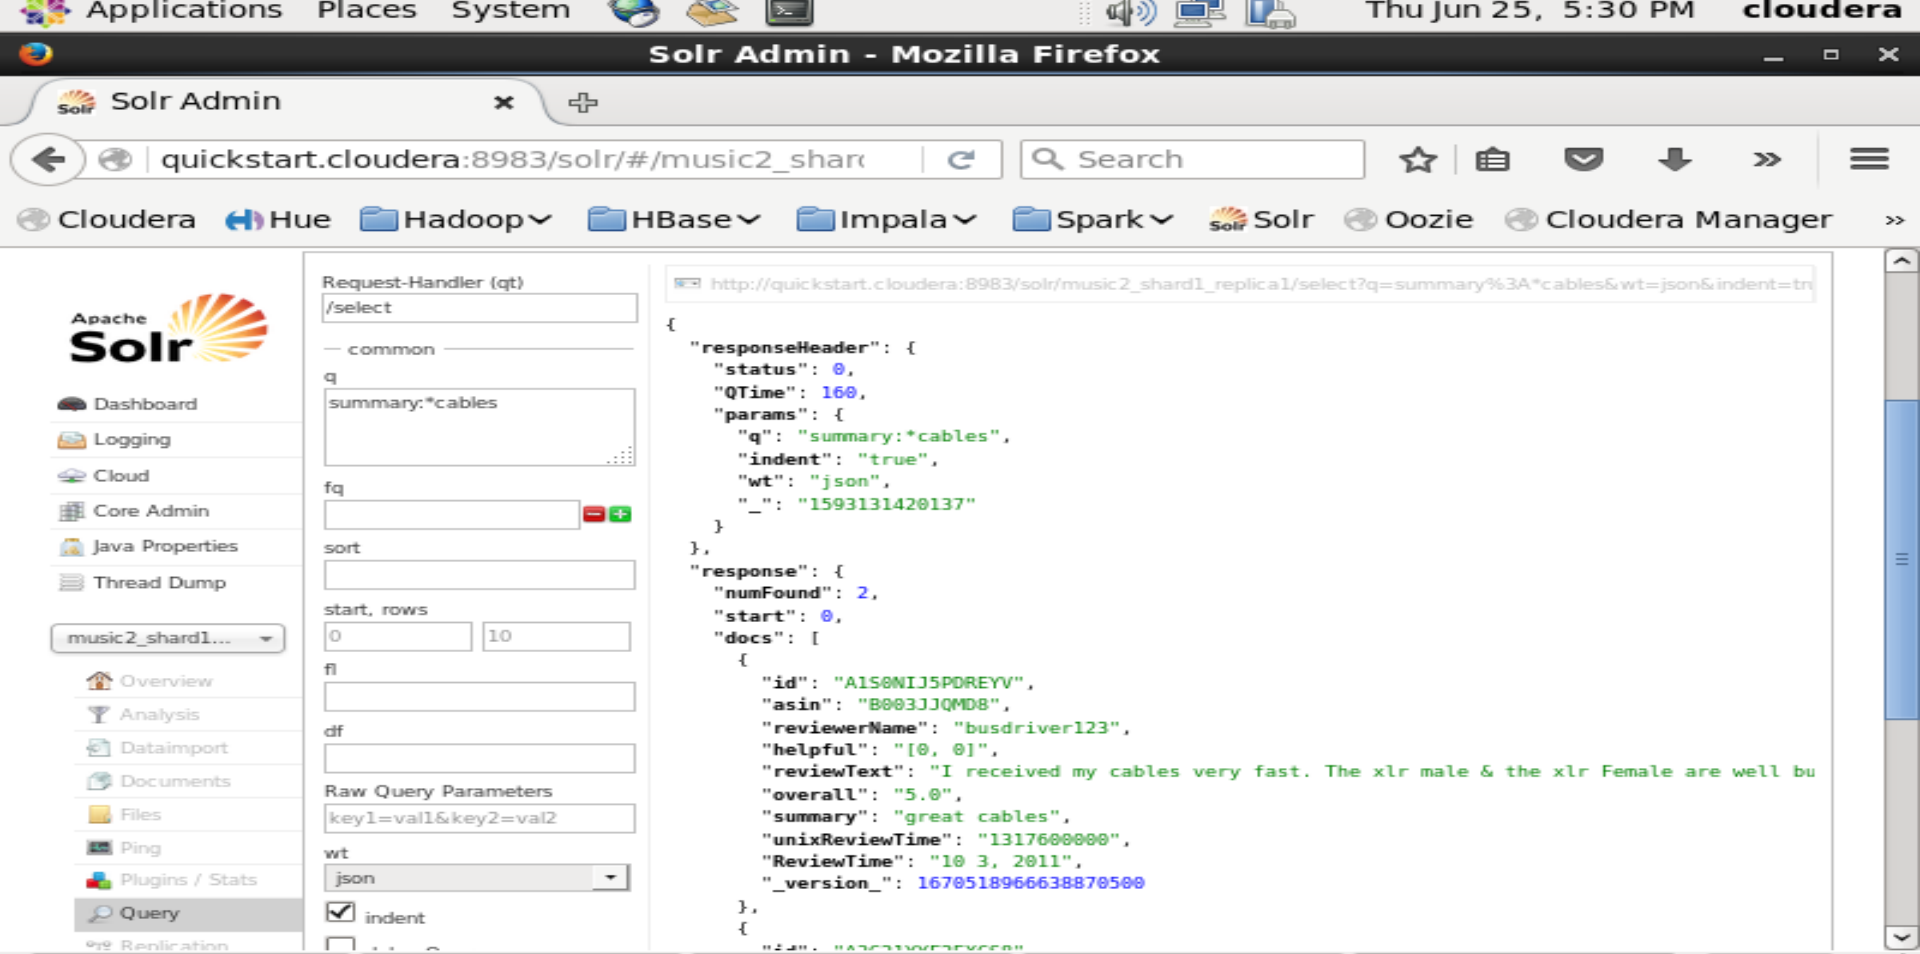 Applications Places System Thu Jun 25, 5:30 PM cloudera
Solr Admin - Mozilla Firefox
Solr Solr Admin
quickstart.cloudera:8983/solr/#/music2_shard Search
Cloudera Hue Hadoop HBase Impala Spark Solr Oozie Cloudera Manager »
Apache
Solr
Dashboard
Logging
Cloud
Core Admin
Java Properties
Thread Dump
music2_shard1...
Overview
Analysis
Dataimport
Documents
Files
Ping
Plugins / Stats
Query
Replication
Request-Handler (qt)
/select
common
q
summary:*cables
fq
sort
start, rows
0 10
fl
df
Raw Query Parameters
key1=val1&key2=val2
wt
json
indent
http://quickstart.cloudera:8983/solr/music2_shard1_replica1/select?q=summary%3A*cables&wt=json&indent=tr
{
"responseHeader": {
"status": 0,
"QTime": 160,
"params": {
"q": "summary:*cables",
"indent": "true",
"wt": "json",
"_": "1593131420137"
}
},
"response": {
"numFound": 2,
"start": 0,
"docs": [
{
"id": "A1S0NIJ5PDREYV",
"asin": "B003JJQMD8",
"reviewerName": "busdriver123",
"helpful": "[0, 0]",
"reviewText": "I received my cables very fast. The xlr male & the xlr Female are well bu
"overall": "5.0",
"summary": "great cables",
"unixReviewTime": "1317600000",
"ReviewTime": "10 3, 2011",
"_version_": 1670518966638870500
},
{
"id":